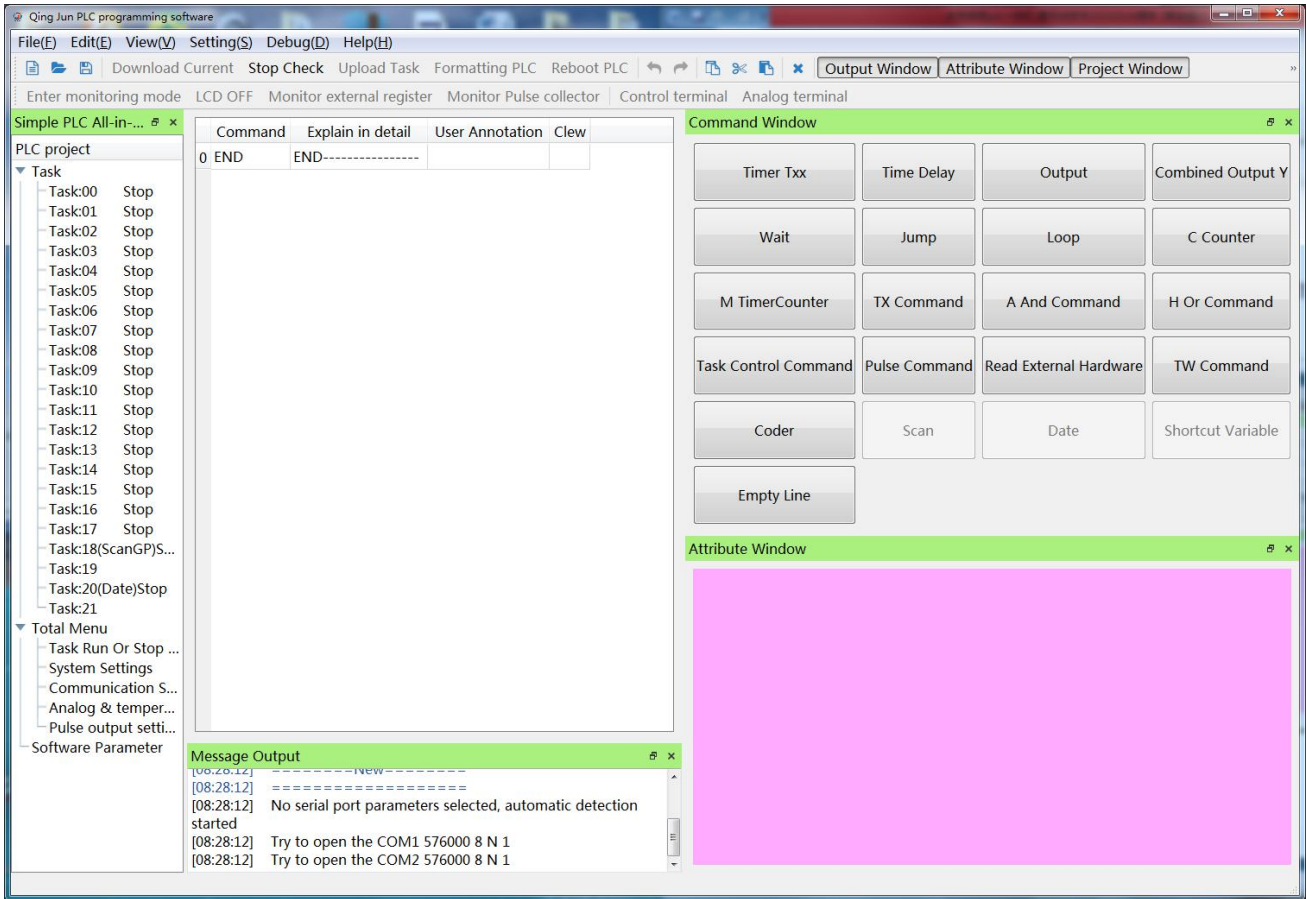 Qing Jun PLC programming software
File(F) Edit(E) View(V) Setting(S) Debug(D) Help(H)
Download Current Stop Check Upload Task Formatting PLC Reboot PLC Output Window Attribute Window Project Window »
Enter monitoring mode LCD OFF Monitor external register Monitor Pulse collector Control terminal Analog terminal
Simple PLC All-in-...
PLC project
Task
Task:00 Stop
Task:01 Stop
Task:02 Stop
Task:03 Stop
Task:04 Stop
Task:05 Stop
Task:06 Stop
Task:07 Stop
Task:08 Stop
Task:09 Stop
Task:10 Stop
Task:11 Stop
Task:12 Stop
Task:13 Stop
Task:14 Stop
Task:15 Stop
Task:16 Stop
Task:17 Stop
Task:18(ScanGP)S...
Task:19
Task:20(Date)Stop
Task:21
Total Menu
Task Run Or Stop ...
System Settings
Communication S...
Analog & temper...
Pulse output setti...
Software Parameter
Command Explain in detail User Annotation Clew
0 END END----------------
Message Output
[08:28:12] ========New========
[08:28:12] ===================
[08:28:12] No serial port parameters selected, automatic detection
started
[08:28:12] Try to open the COM1 576000 8 N 1
[08:28:12] Try to open the COM2 576000 8 N 1
Command Window
Timer Txx Time Delay Output Combined Output Y
Wait Jump Loop C Counter
M TimerCounter TX Command A And Command H Or Command
Task Control Command Pulse Command Read External Hardware TW Command
Coder Scan Date Shortcut Variable
Empty Line
Attribute Window